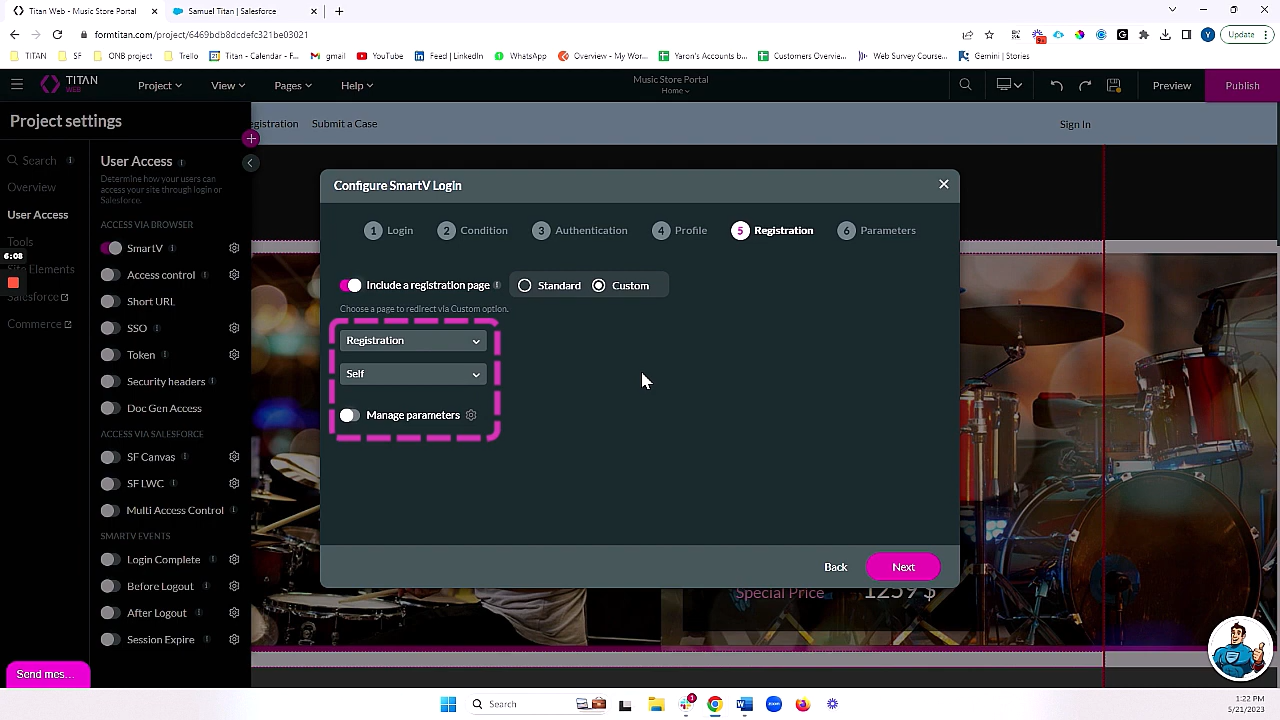 Titan Web - Music Store Portal
Samuel Titan | Salesforce
formtitan.com/project/6469bdb8dcdefc321be03021
Update
TITAN
SF
ONB project
Trello
Titan - Calendar - F...
gmail
YouTube
Feed | LinkedIn
WhatsApp
Overview - My Wor...
Yaron's Accounts b...
Customers Overvie...
Web Survey Cours...
Gemini | Stories
TITAN
WEB
Project
View
Pages
Help
Music Store Portal
Home
Preview
Publish
Project settings
gistration
Submit a Case
Sign In
Search
Overview
User Access
Tools
Site Elements
Salesforce
Commerce
6:08
User Access
Determine how your users can
access your site through login or
Salesforce.
ACCESS VIA BROWSER
SmartV
Access control
Short URL
SSO
Token
Security headers
Doc Gen Access
ACCESS VIA SALESFORCE
SF Canvas
SF LWC
Multi Access Control
SMARTV EVENTS
Login Complete
Before Logout
After Logout
Session Expire
Send mes...
Configure SmartV Login
1 Login
2 Condition
3 Authentication
4 Profile
5 Registration
6 Parameters
Include a registration page
Standard
Custom
Choose a page to redirect via Custom option.
Registration
Self
Manage parameters
Back
Next
Special Price
1259 $
Search
1:22 PM
5/21/2023